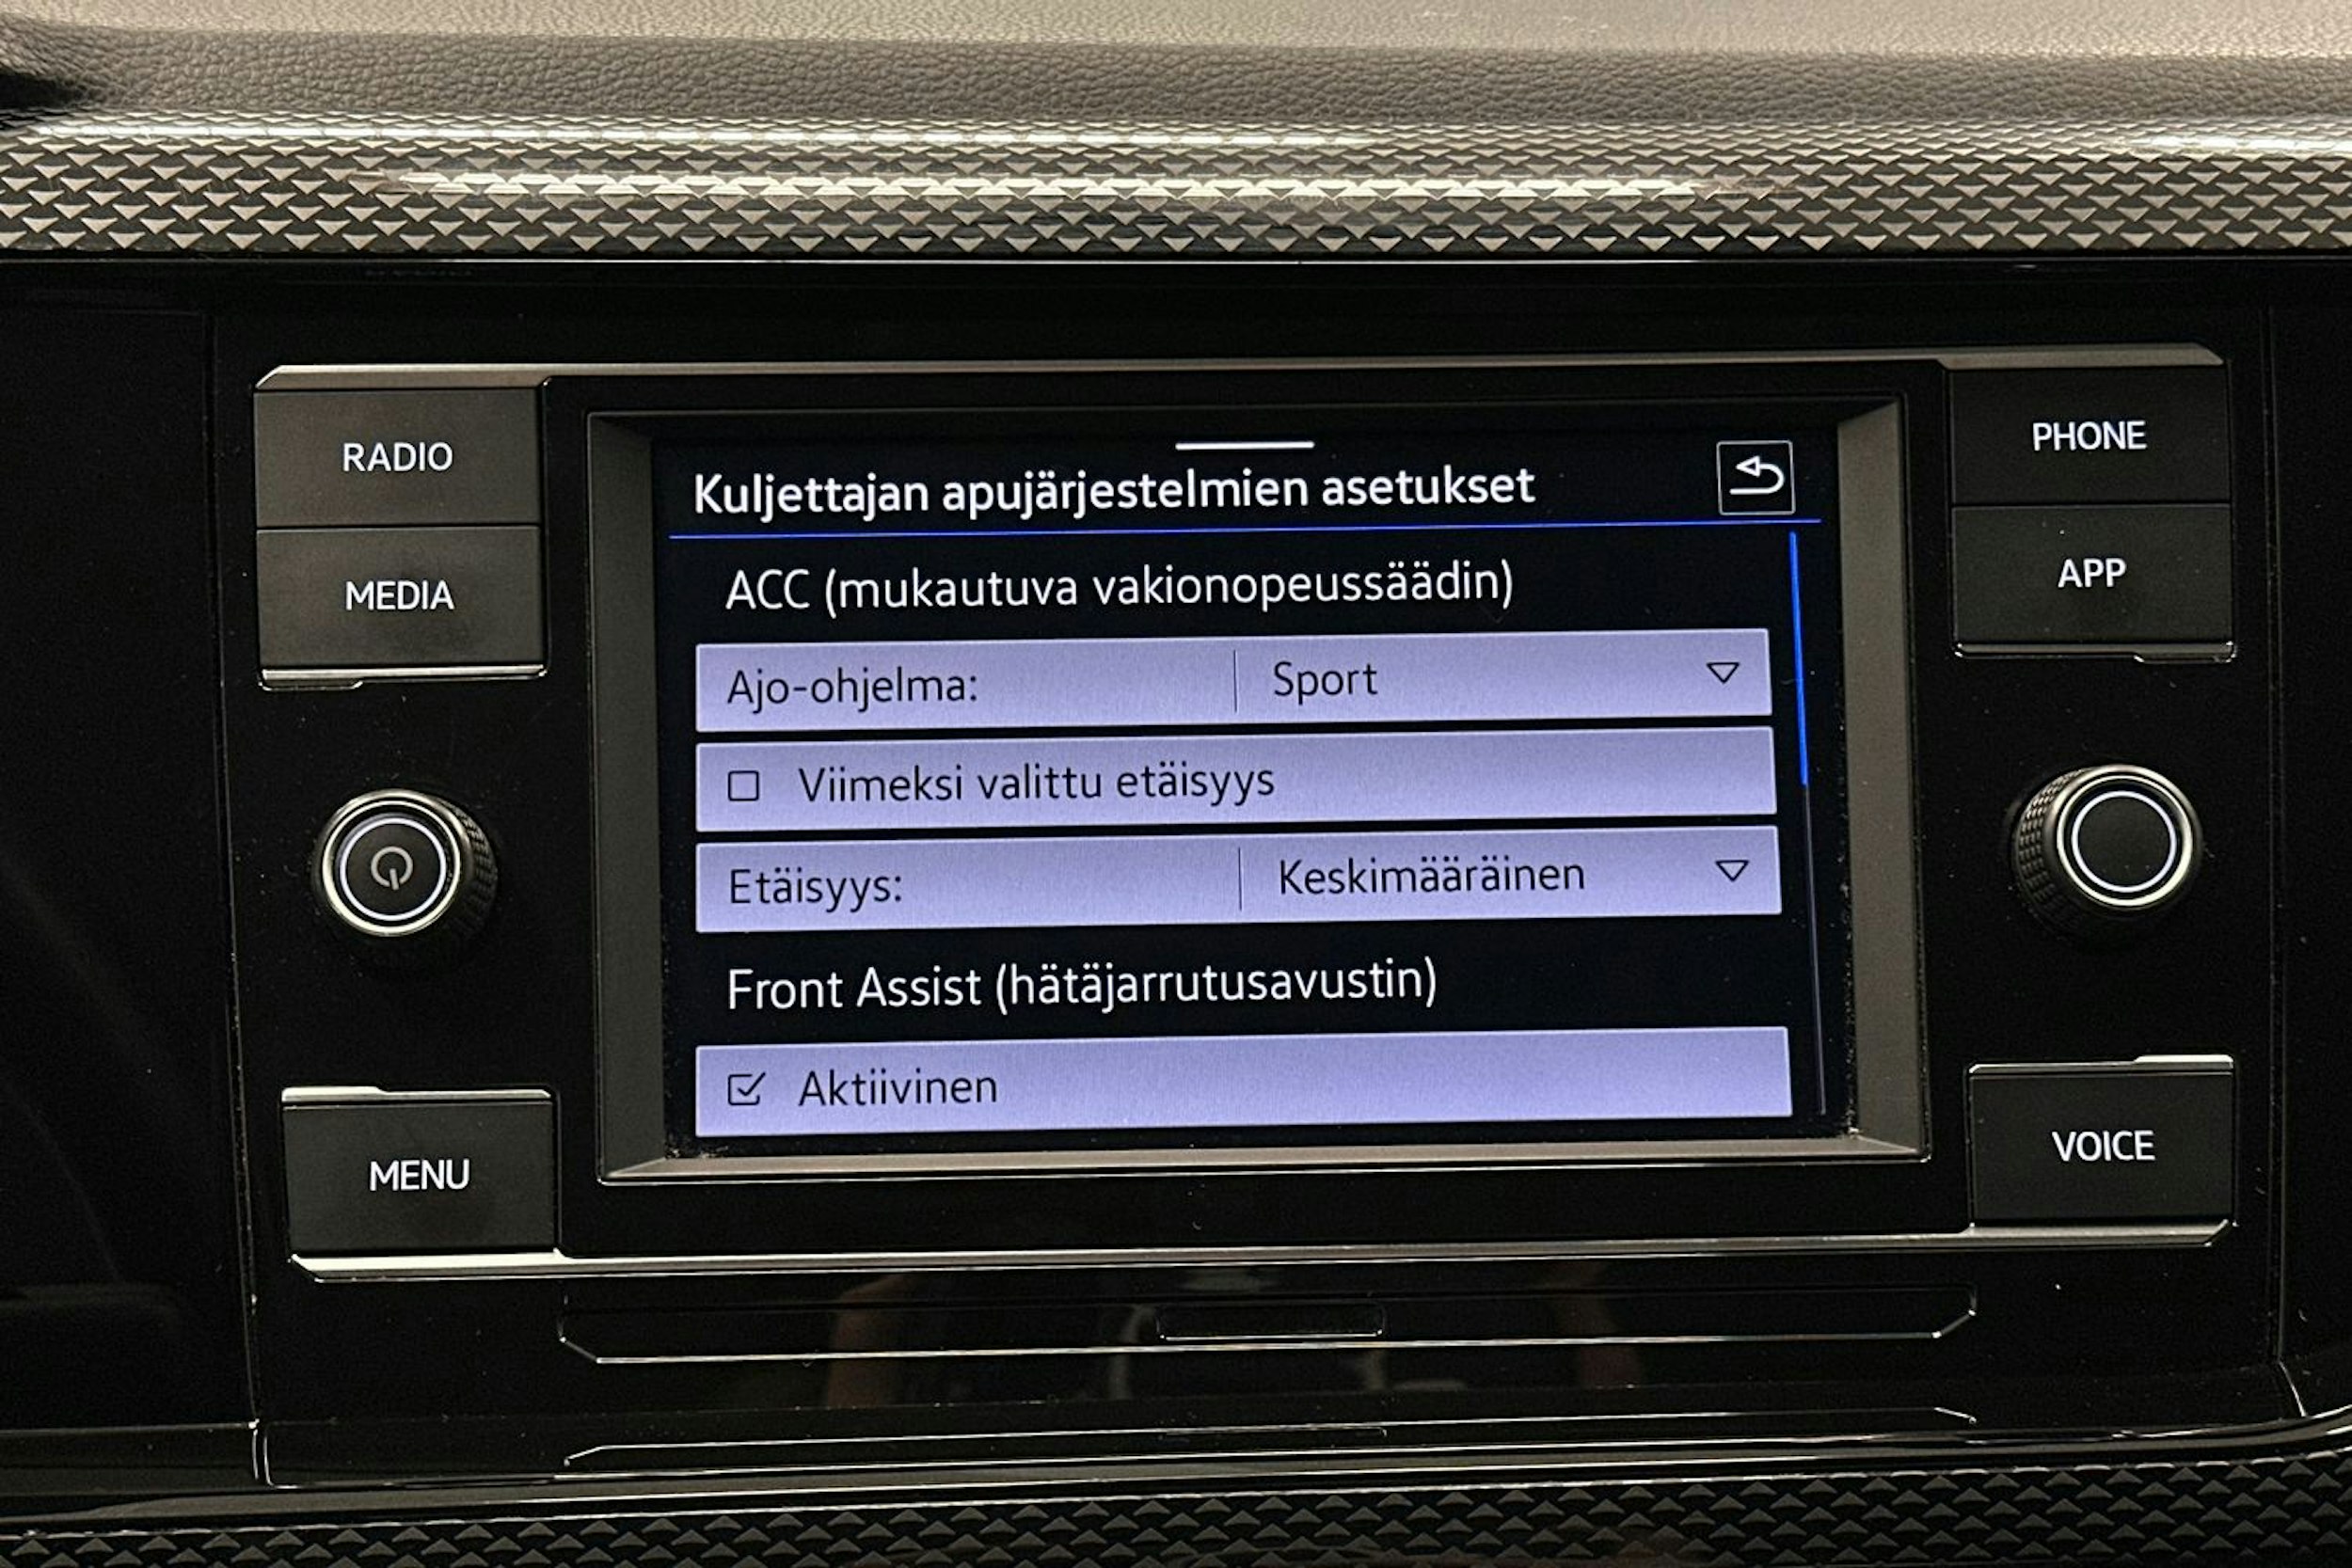 RADIO
MEDIA
MENU
Kuljettajan apujärjestelmien asetukset
ACC (mukautuva vakionopeussäädin)
Ajo-ohjelma: Sport
Viimeksi valittu etäisyys
Etäisyys: Keskimääräinen
Front Assist (hätäjarrutusavustin)
Aktiivinen
PHONE
APP
VOICE